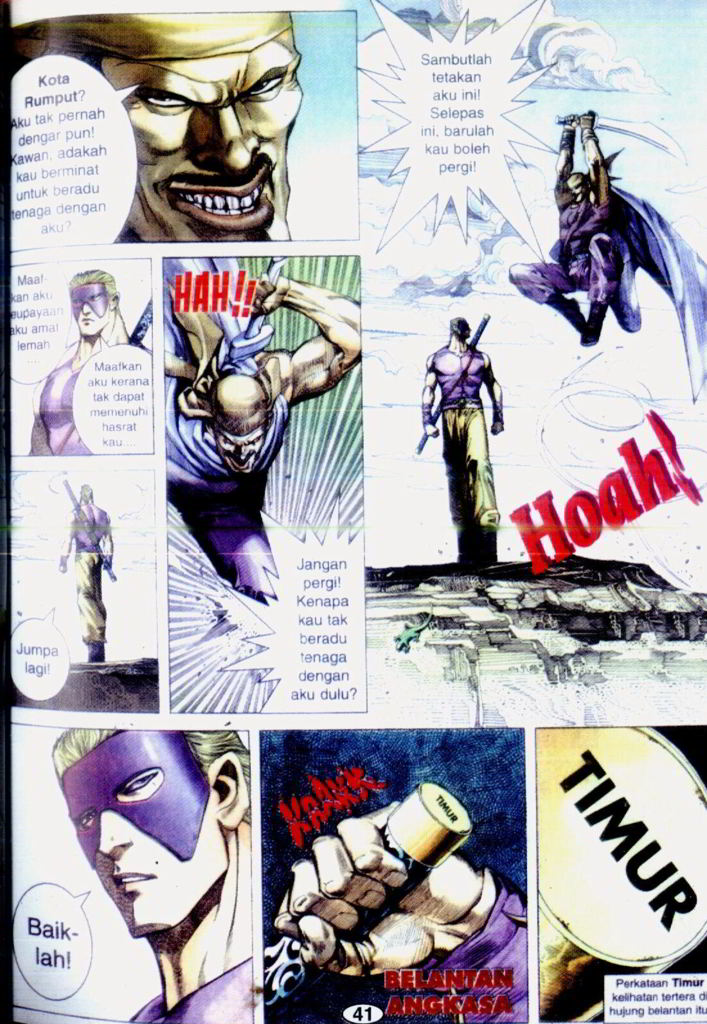 Kota
Rumput?
Aku tak pernah
dengar pun!
Kawan, adakah
kau berminat
untuk beradu
tenaga dengan
aku?
Sambutlah
tetakan
aku ini!
Selepas
ini, barulah
kau boleh
pergi!
Maaf-
kan aku
keupayaan
aku amat
lemah
....
Maafkan
aku kerana
tak dapat
memenuhi
hasrat
kau....
HAH!!
Jangan
pergi!
Kenapa
kau tak
beradu
tenaga
dengan
aku dulu?
Hoah!
Jumpa
lagi!
Baik-
lah!
TIMUR
BELANTAN
ANGKASA
41
TIMUR
Perkataan Timur
kelihatan tertera di
hujung belantan itu